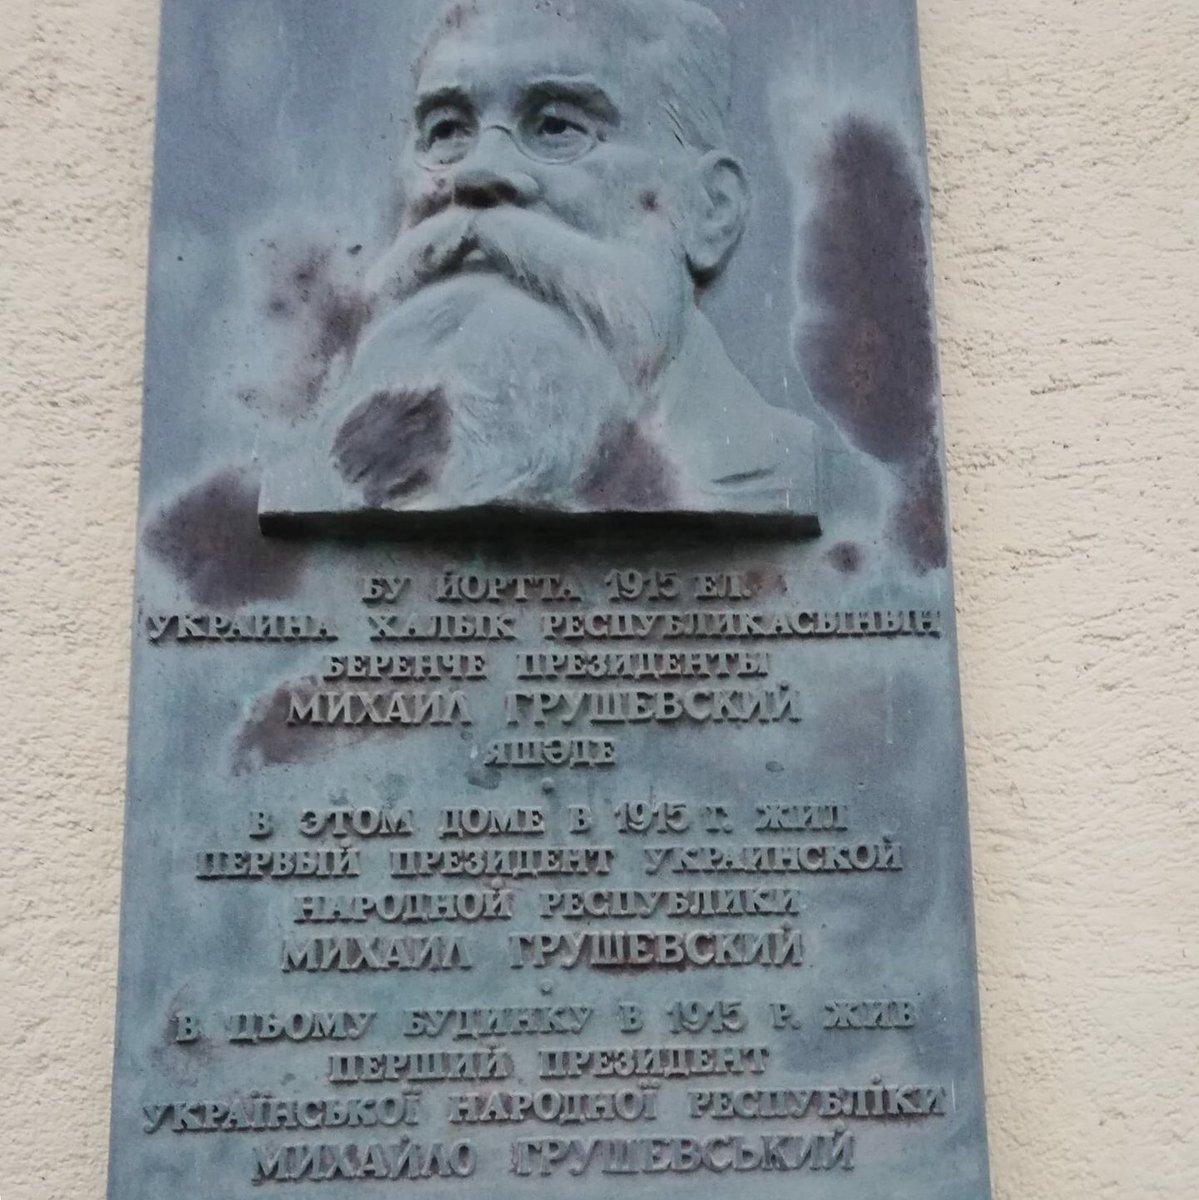 БУ ЙОРТТА 1915 ЕЛ.
УКРАИНА ХАЛЫК РЕСПУБЛИКАСЫНЫҢ
БЕРЕНЧЕ ПРЕЗИДЕНТЫ
МИХАИЛ ГРУШЕВСКИЙ
ЯШӘДЕ
В ЭТОМ ДОМЕ В 1915 Г. ЖИЛ
ПЕРВЫЙ ПРЕЗИДЕНТ УКРАИНСКОЙ
НАРОДНОЙ РЕСПУБЛИКИ
МИХАИЛ ГРУШЕВСКИЙ
В ЦЬОМУ БУДИНКУ В 1915 Р. ЖИВ
ПЕРШИЙ ПРЕЗИДЕНТ
УКРАЇНСЬКОЇ НАРОДНОЇ РЕСПУБЛІКИ
МИХАЙЛО ГРУШЕВСЬКИЙ